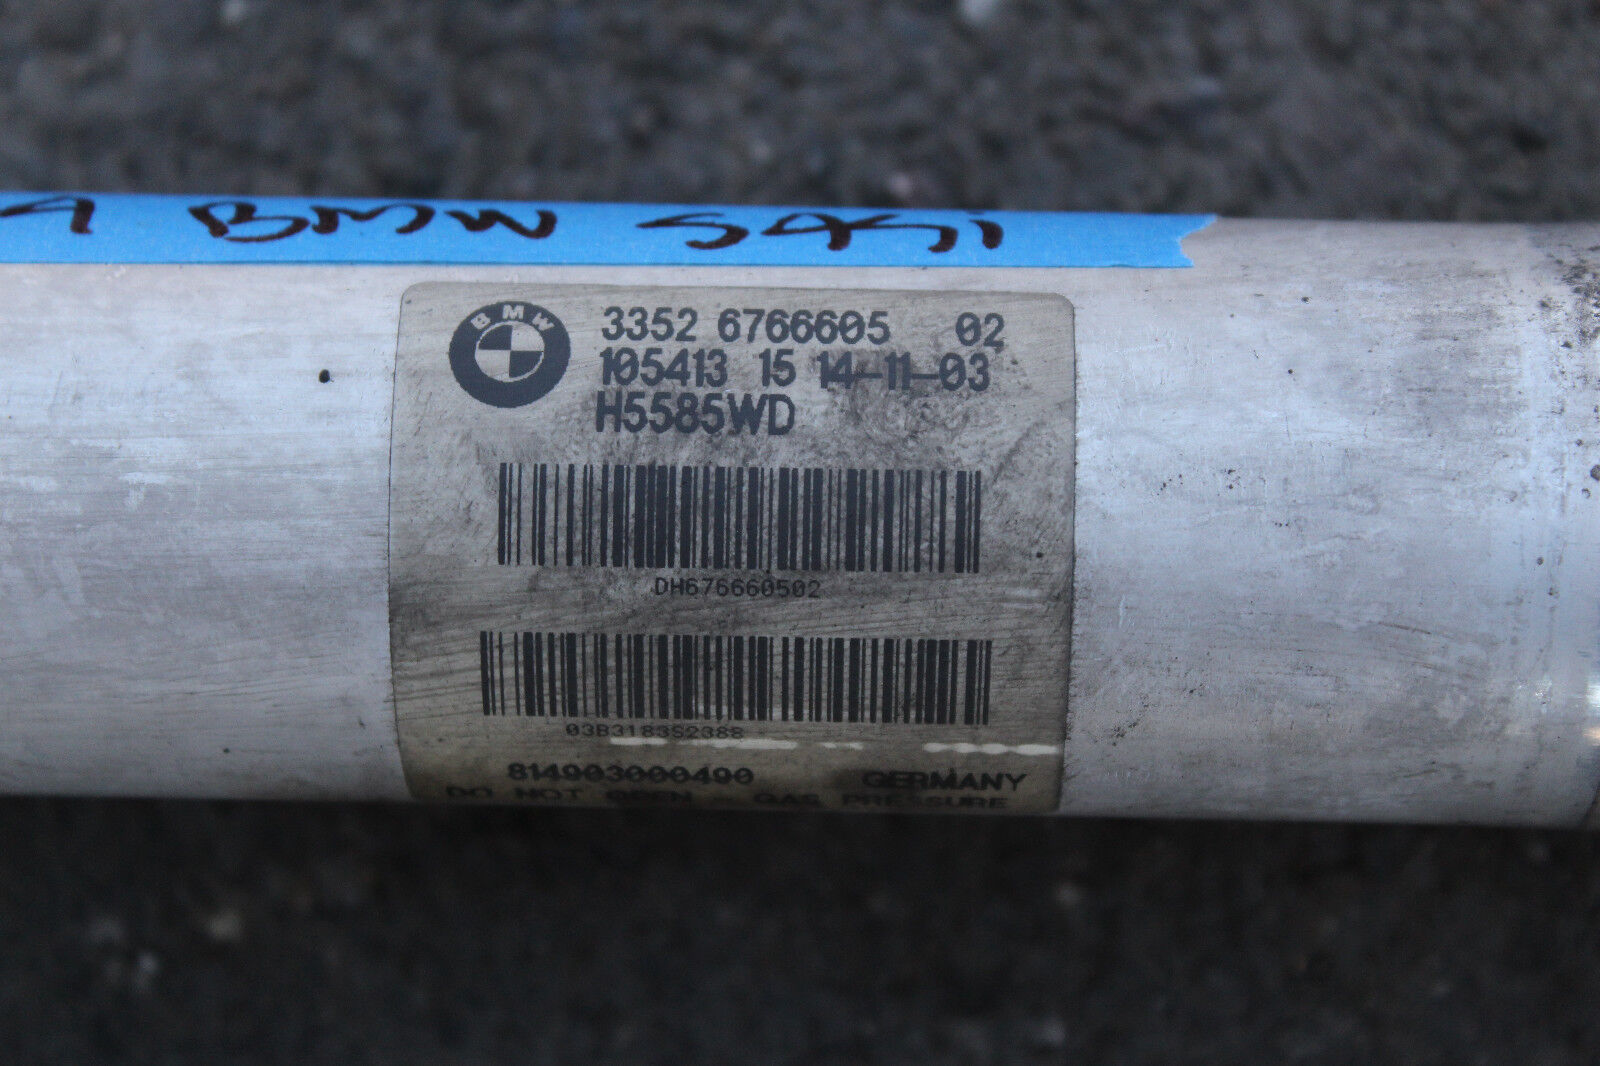 BMW 545i
BMW
3352 6766605 02
105413 15 14-11-03
H5585WD
DH676660502
03B3183S2388
814903000490 GERMANY
DO NOT OPEN - GAS PRESSURE